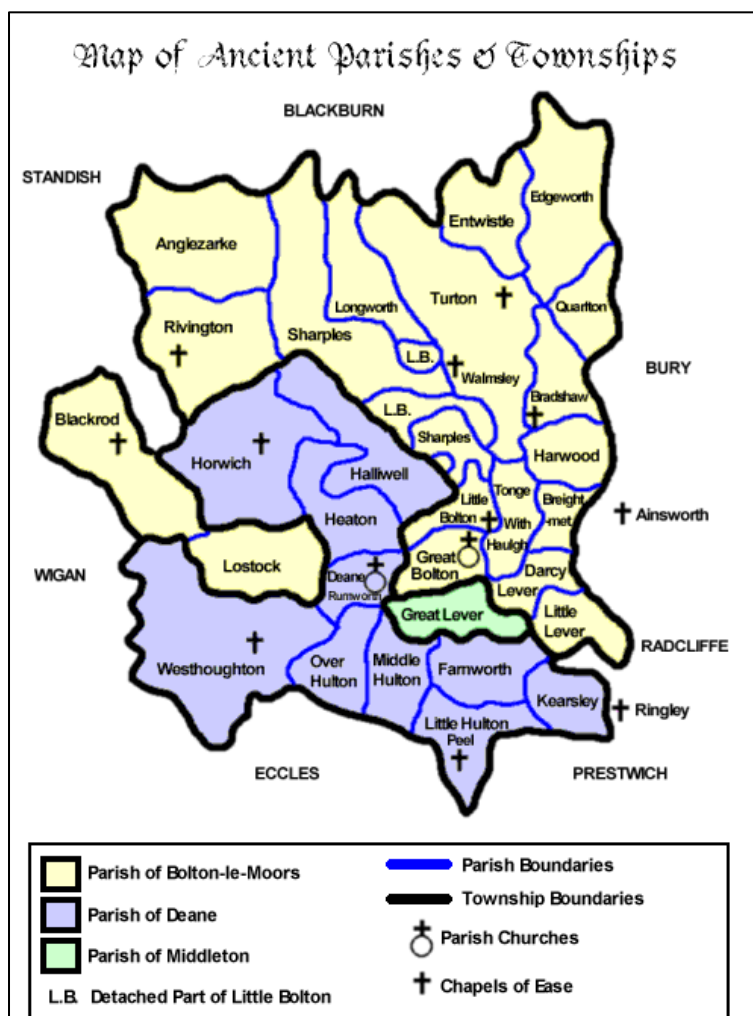 Map of Ancient Parishes & Townships
BLACKBURN
STANDISH
Edgeworth
Entwistle
Anglezarke
Turton
Longworth
Quarlton
Rivington
Sharples
L.B.
Walmsley
BURY
Bradshaw
Blackrod
L.B.
Sharples
Horwich
Harwood
Halliwell
Little
Bolton
Tonge
With
Haulgh
Breight-
met
Ainsworth
Heaton
WIGAN
Lostock
Deane
Rumworth
Great
Bolton
Darcy
Lever
Great Lever
Little
Lever
RADCLIFFE
Westhoughton
Over
Hulton
Middle
Hulton
Farnworth
Kearsley
Ringley
Little Hulton
Peel
ECCLES
PRESTWICH
Parish of Bolton-le-Moors
Parish of Deane
Parish of Middleton
L.B. Detached Part of Little Bolton
Parish Boundaries
Township Boundaries
Parish Churches
Chapels of Ease